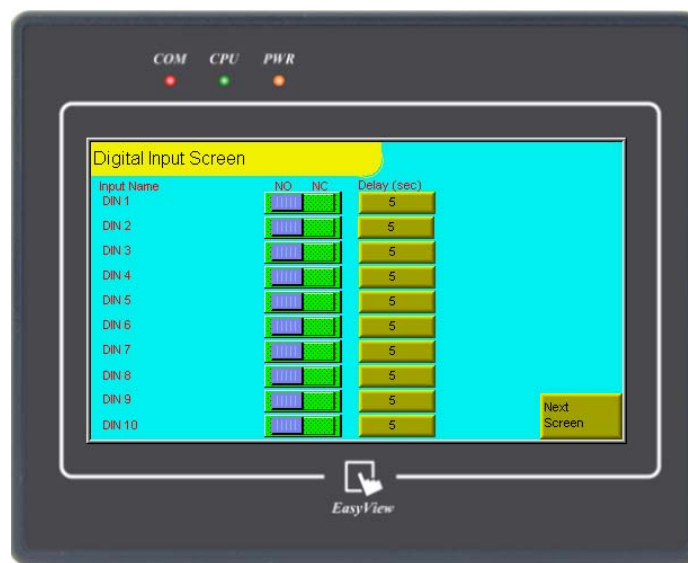 COM CPU PWR
Digital Input Screen
Input Name NO NC Delay (sec)
DIN 1 5
DIN 2 5
DIN 3 5
DIN 4 5
DIN 5 5
DIN 6 5
DIN 7 5
DIN 8 5
DIN 9 5
DIN 10 5
Next
Screen
EasyView